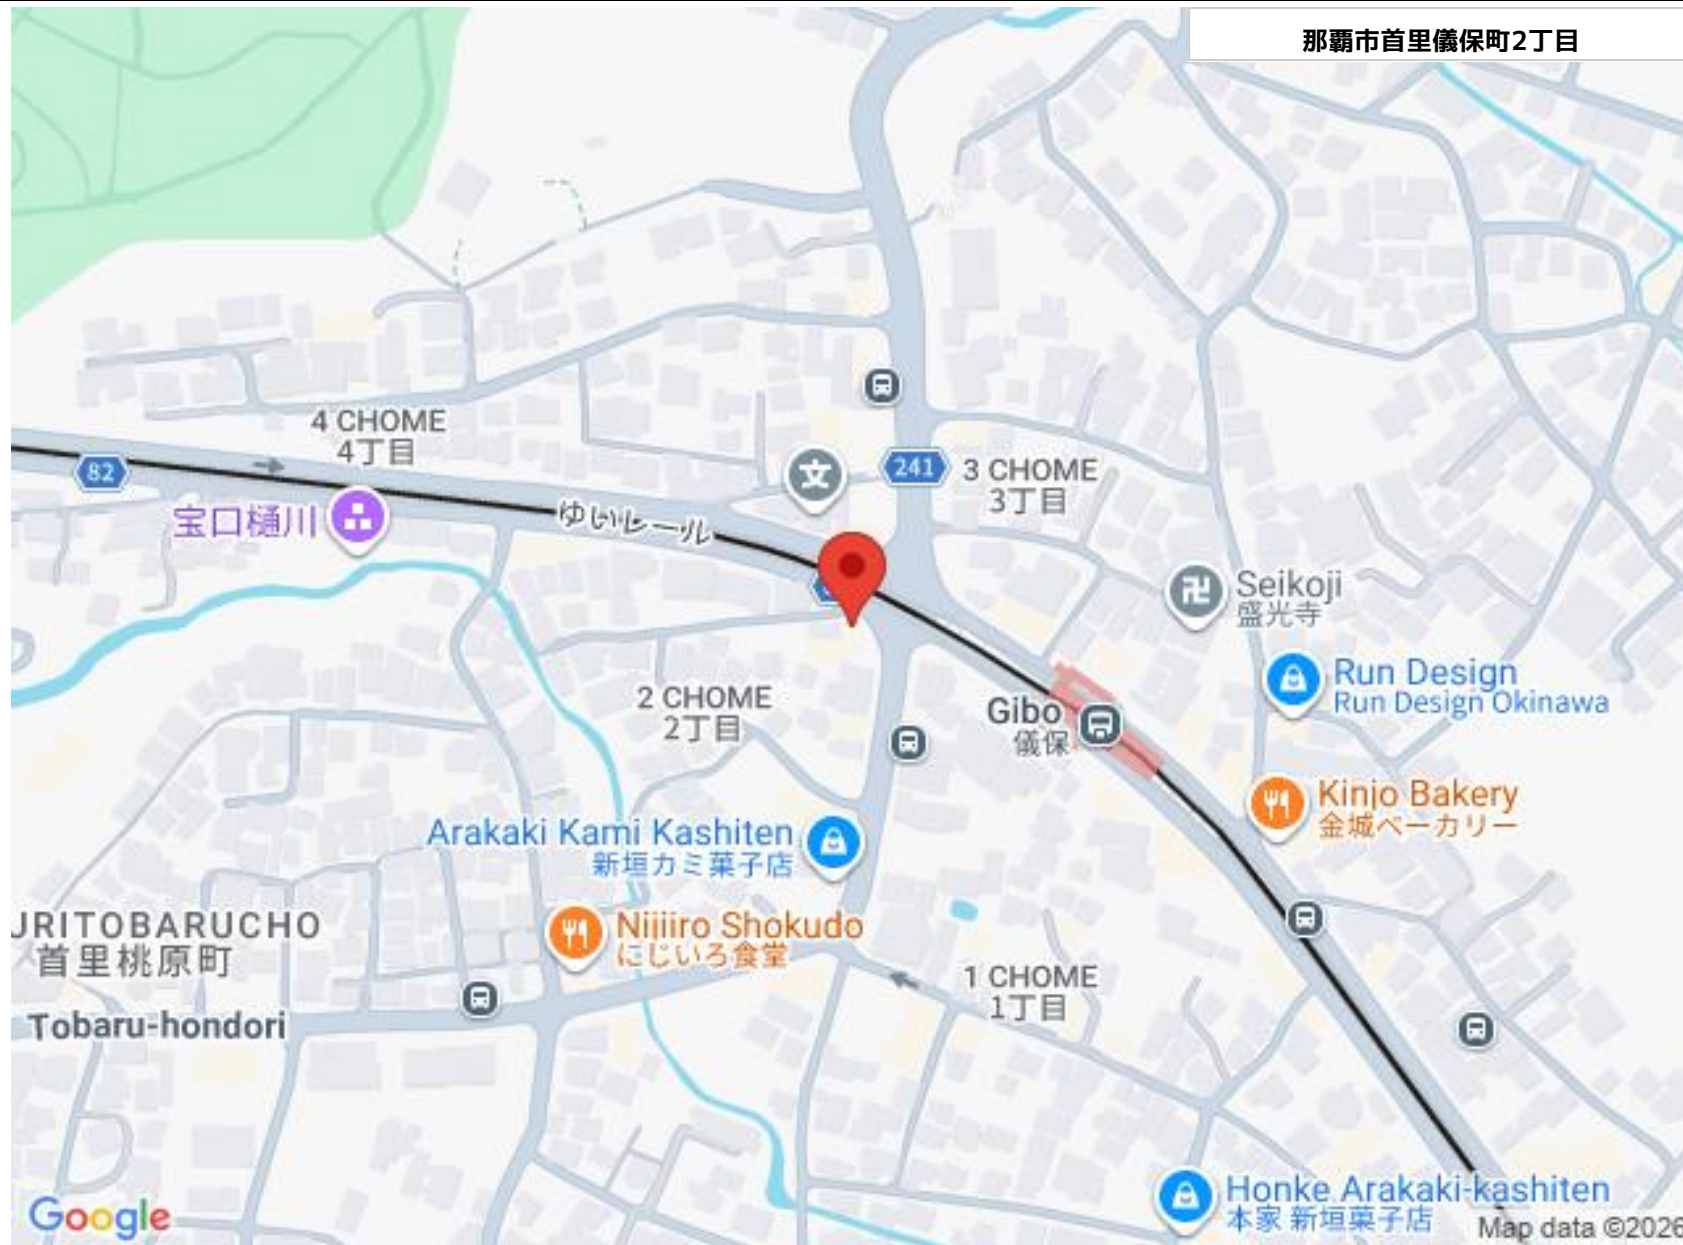 那覇市首里儀保町2丁目
4 CHOME
4丁目
82
宝口樋川
ゆいレール
241
3 CHOME
3丁目
Seikoji
盛光寺
Run Design
Run Design Okinawa
2 CHOME
2丁目
Gibo
儀保
Kinjo Bakery
金城ベーカリー
Arakaki Kami Kashiten
新垣カミ菓子店
Nijiiro Shokudo
にじいろ食堂
URITOBARUCHO
首里桃原町
1 CHOME
1丁目
Tobaru-hondori
Honke Arakaki-kashiten
本家 新垣菓子店
Google
Map data ©2026